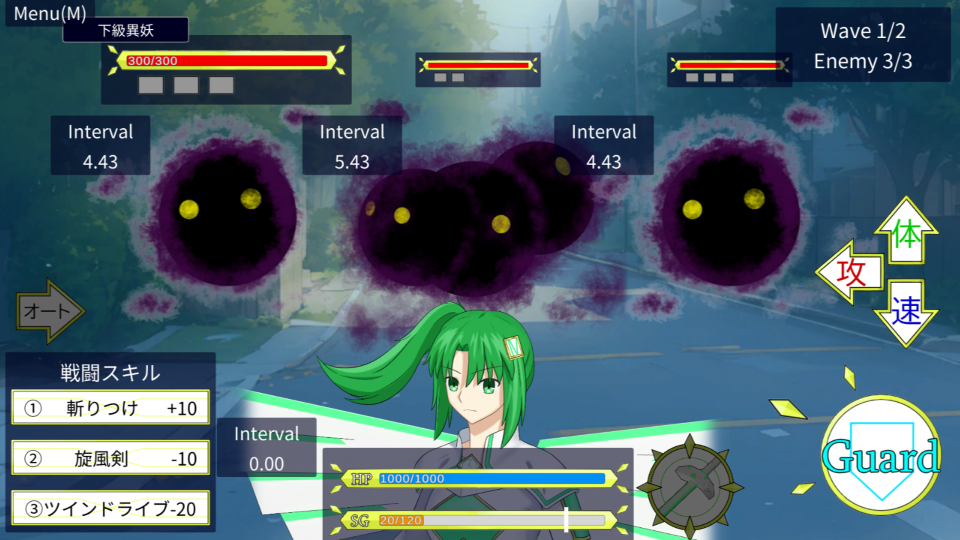 Menu(M)
下級異妖
300/300
Wave 1/2
Enemy 3/3
Interval
4.43
Interval
5.43
Interval
4.43
体
攻
速
オート
戦闘スキル
① 斬りつけ +10
② 旋風剣 -10
③ツインドライブ-20
Interval
0.00
HP 1000/1000
SG 20/120
Guard